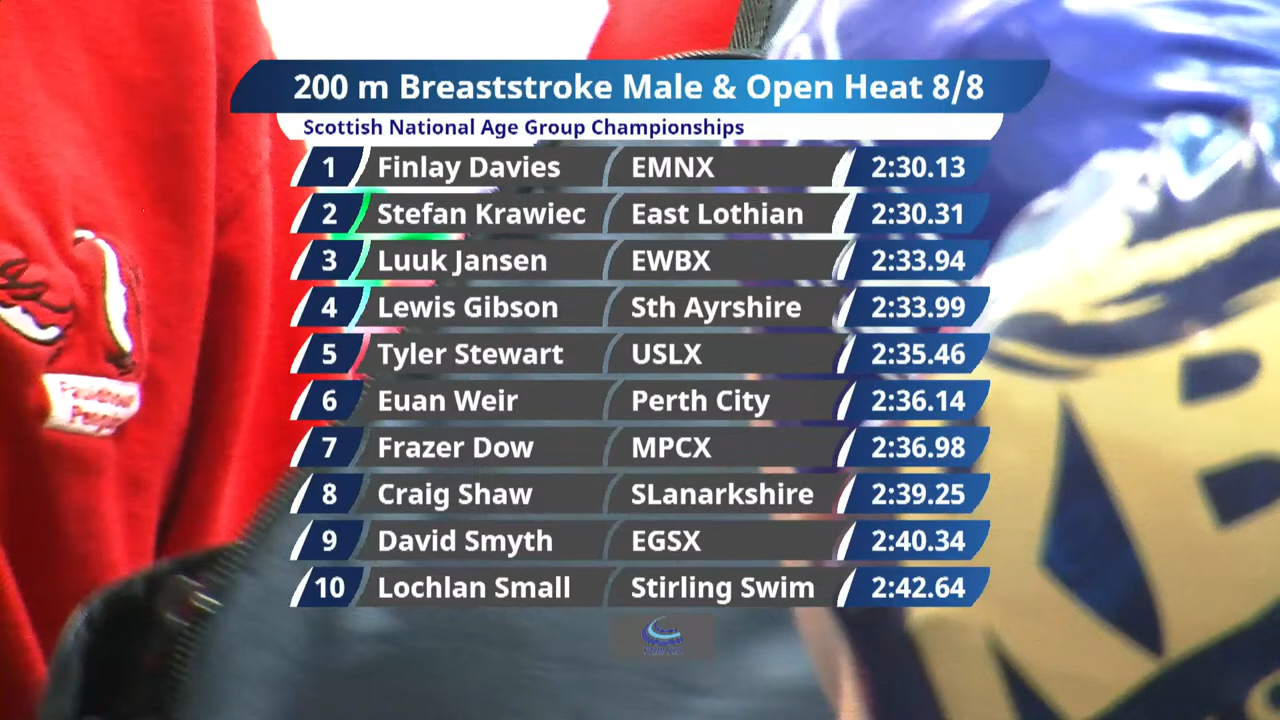 200 m Breaststroke Male & Open Heat 8/8
Scottish National Age Group Championships
1 Finlay Davies EMNX 2:30.13
2 Stefan Krawiec East Lothian 2:30.31
3 Luuk Jansen EWBX 2:33.94
4 Lewis Gibson Sth Ayrshire 2:33.99
5 Tyler Stewart USLX 2:35.46
6 Euan Weir Perth City 2:36.14
7 Frazer Dow MPCX 2:36.98
8 Craig Shaw SLanarkshire 2:39.25
9 David Smyth EGSX 2:40.34
10 Lochlan Small Stirling Swim 2:42.64